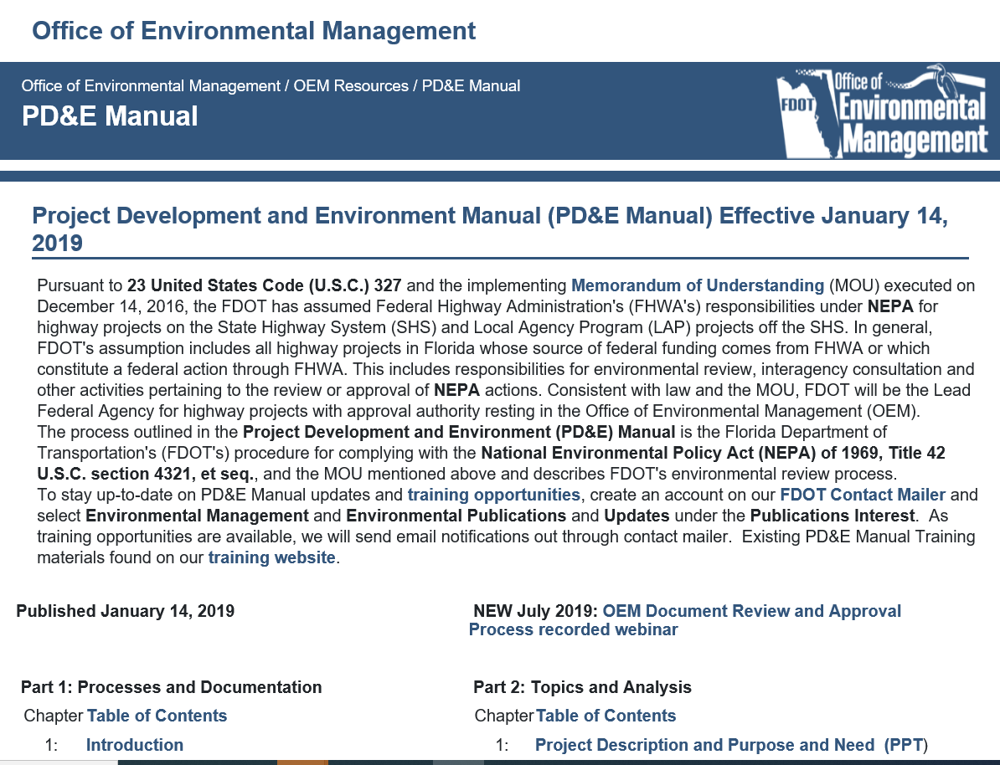 Office of Environmental Management
Office of Environmental Management / OEM Resources / PD&E Manual
PD&E Manual
FDOT
Office of
Environmental
Management
Project Development and Environment Manual (PD&E Manual) Effective January 14,
2019
Pursuant to 23 United States Code (U.S.C.) 327 and the implementing Memorandum of Understanding (MOU) executed on
December 14, 2016, the FDOT has assumed Federal Highway Administration's (FHWA's) responsibilities under NEPA for
highway projects on the State Highway System (SHS) and Local Agency Program (LAP) projects off the SHS. In general,
FDOT's assumption includes all highway projects in Florida whose source of federal funding comes from FHWA or which
constitute a federal action through FHWA. This includes responsibilities for environmental review, interagency consultation and
other activities pertaining to the review or approval of NEPA actions. Consistent with law and the MOU, FDOT will be the Lead
Federal Agency for highway projects with approval authority resting in the Office of Environmental Management (OEM).
The process outlined in the Project Development and Environment (PD&E) Manual is the Florida Department of
Transportation's (FDOT's) procedure for complying with the National Environmental Policy Act (NEPA) of 1969, Title 42
U.S.C. section 4321, et seq., and the MOU mentioned above and describes FDOT's environmental review process.
To stay up-to-date on PD&E Manual updates and training opportunities, create an account on our FDOT Contact Mailer and
select Environmental Management and Environmental Publications and Updates under the Publications Interest.  As
training opportunities are available, we will send email notifications out through contact mailer.  Existing PD&E Manual Training
materials found on our training website.
Published January 14, 2019
NEW July 2019: OEM Document Review and Approval
Process recorded webinar
Part 1: Processes and Documentation
Chapter Table of Contents
1: Introduction
Part 2: Topics and Analysis
Chapter Table of Contents
1: Project Description and Purpose and Need  (PPT)